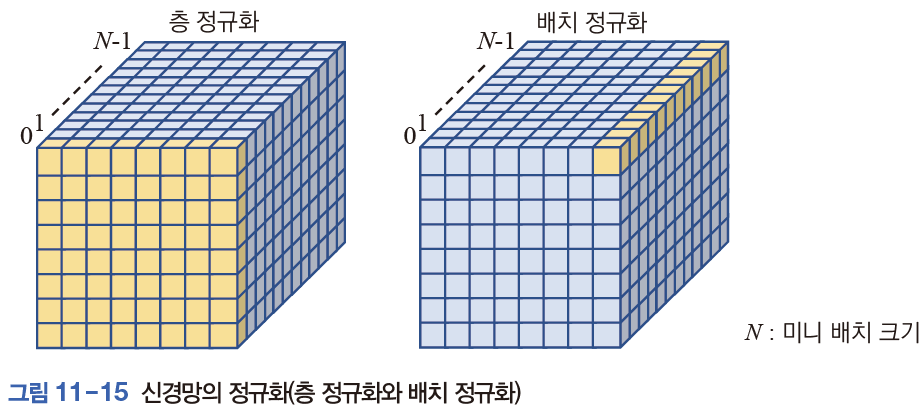 층 정규화
N-1
0 1
배치 정규화
N-1
0 1
N : 미니 배치 크기
그림 11-15 신경망의 정규화(층 정규화와 배치 정규화)